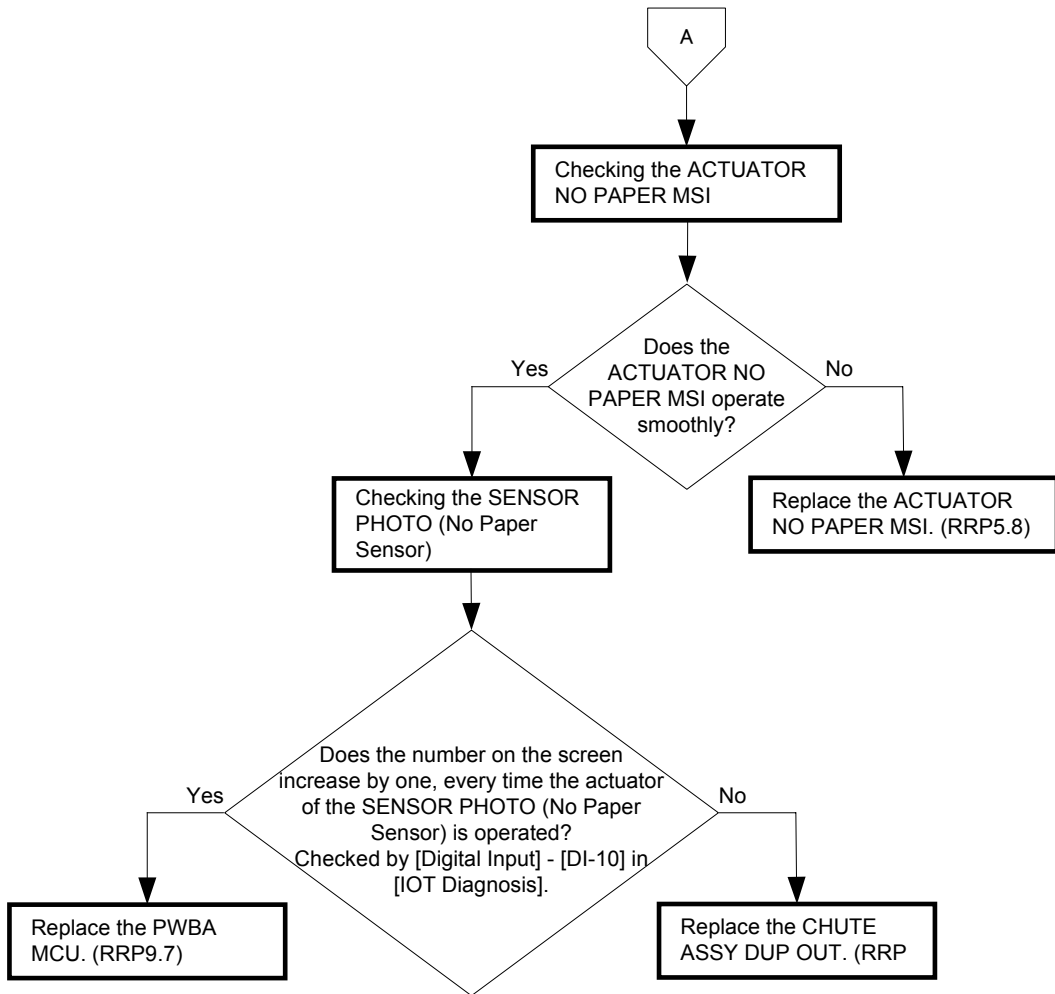 A
Checking the ACTUATOR
NO PAPER MSI
Does the
ACTUATOR NO
PAPER MSI operate
smoothly?
Yes
No
Checking the SENSOR
PHOTO (No Paper
Sensor)
Replace the ACTUATOR
NO PAPER MSI. (RRP5.8)
Does the number on the screen
increase by one, every time the actuator
of the SENSOR PHOTO (No Paper
Sensor) is operated?
Checked by [Digital Input] - [DI-10] in
[IOT Diagnosis].
Yes
No
Replace the PWBA
MCU. (RRP9.7)
Replace the CHUTE
ASSY DUP OUT. (RRP